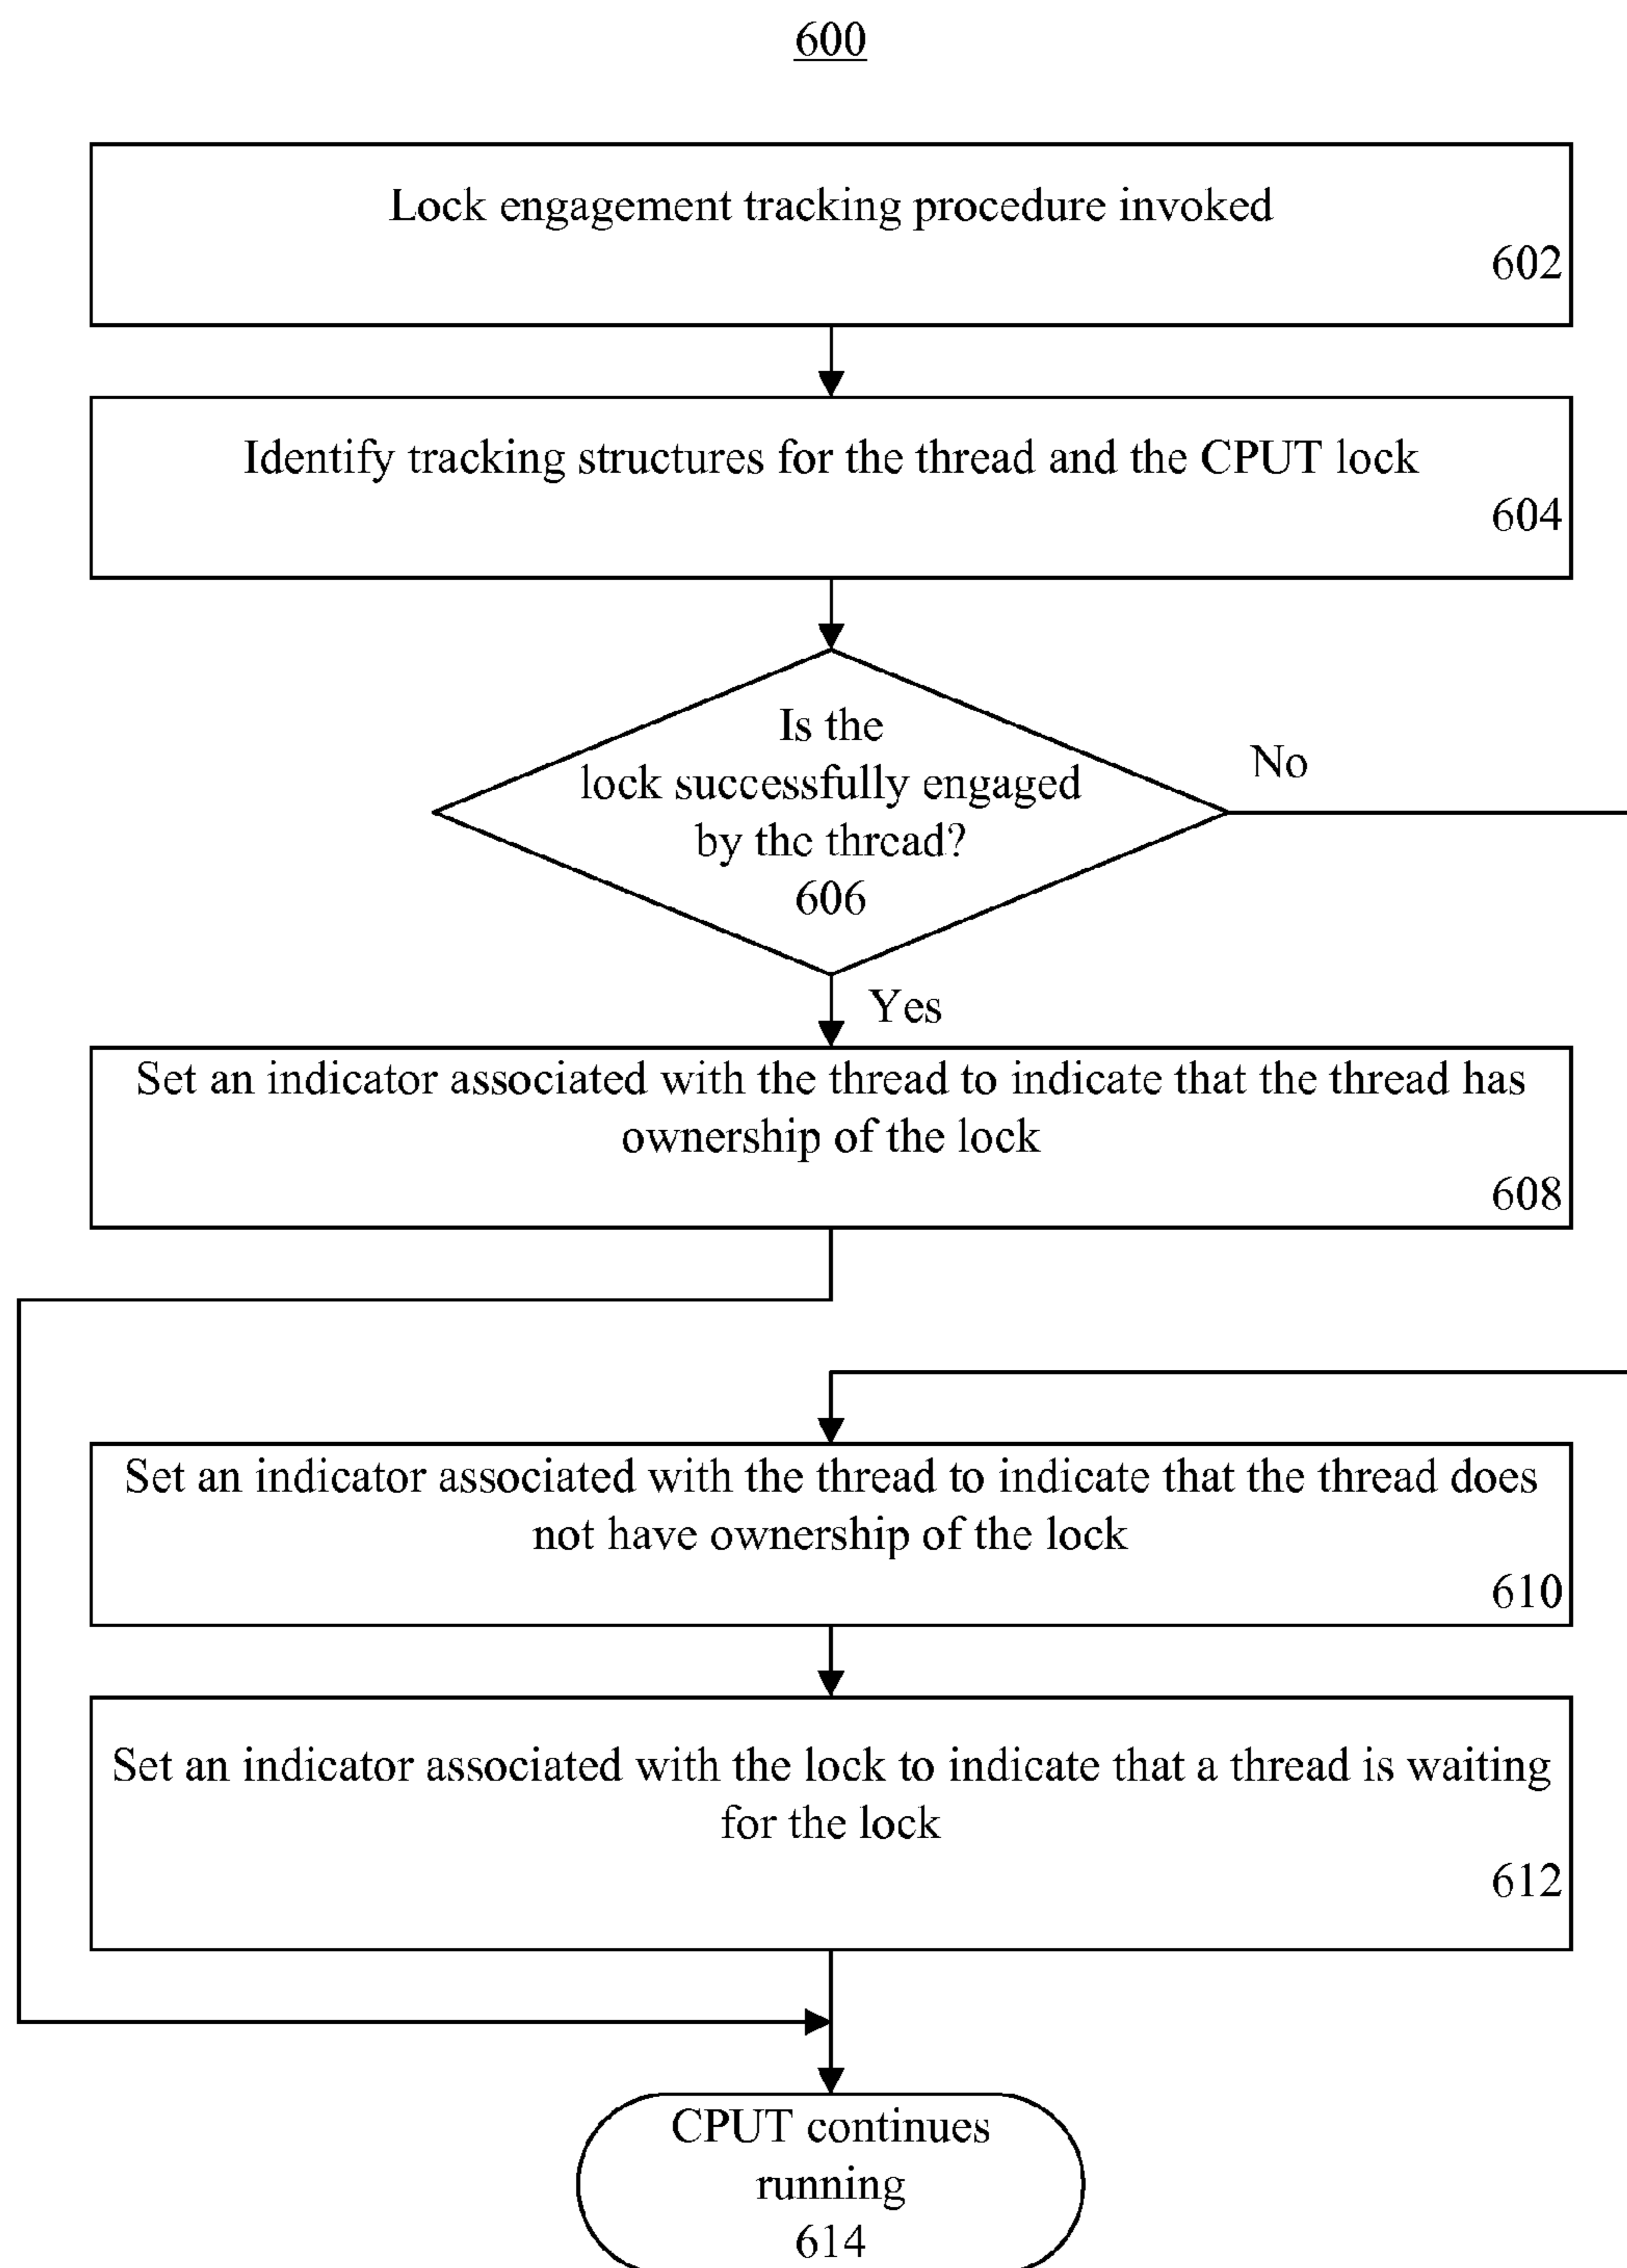 600
Lock engagement tracking procedure invoked
602
Identify tracking structures for the thread and the CPUT lock
604
Is the
lock successfully engaged
by the thread?
606
No
Yes
Set an indicator associated with the thread to indicate that the thread has
ownership of the lock
608
Set an indicator associated with the thread to indicate that the thread does
not have ownership of the lock
610
Set an indicator associated with the lock to indicate that a thread is waiting
for the lock
612
CPUT continues
running
614